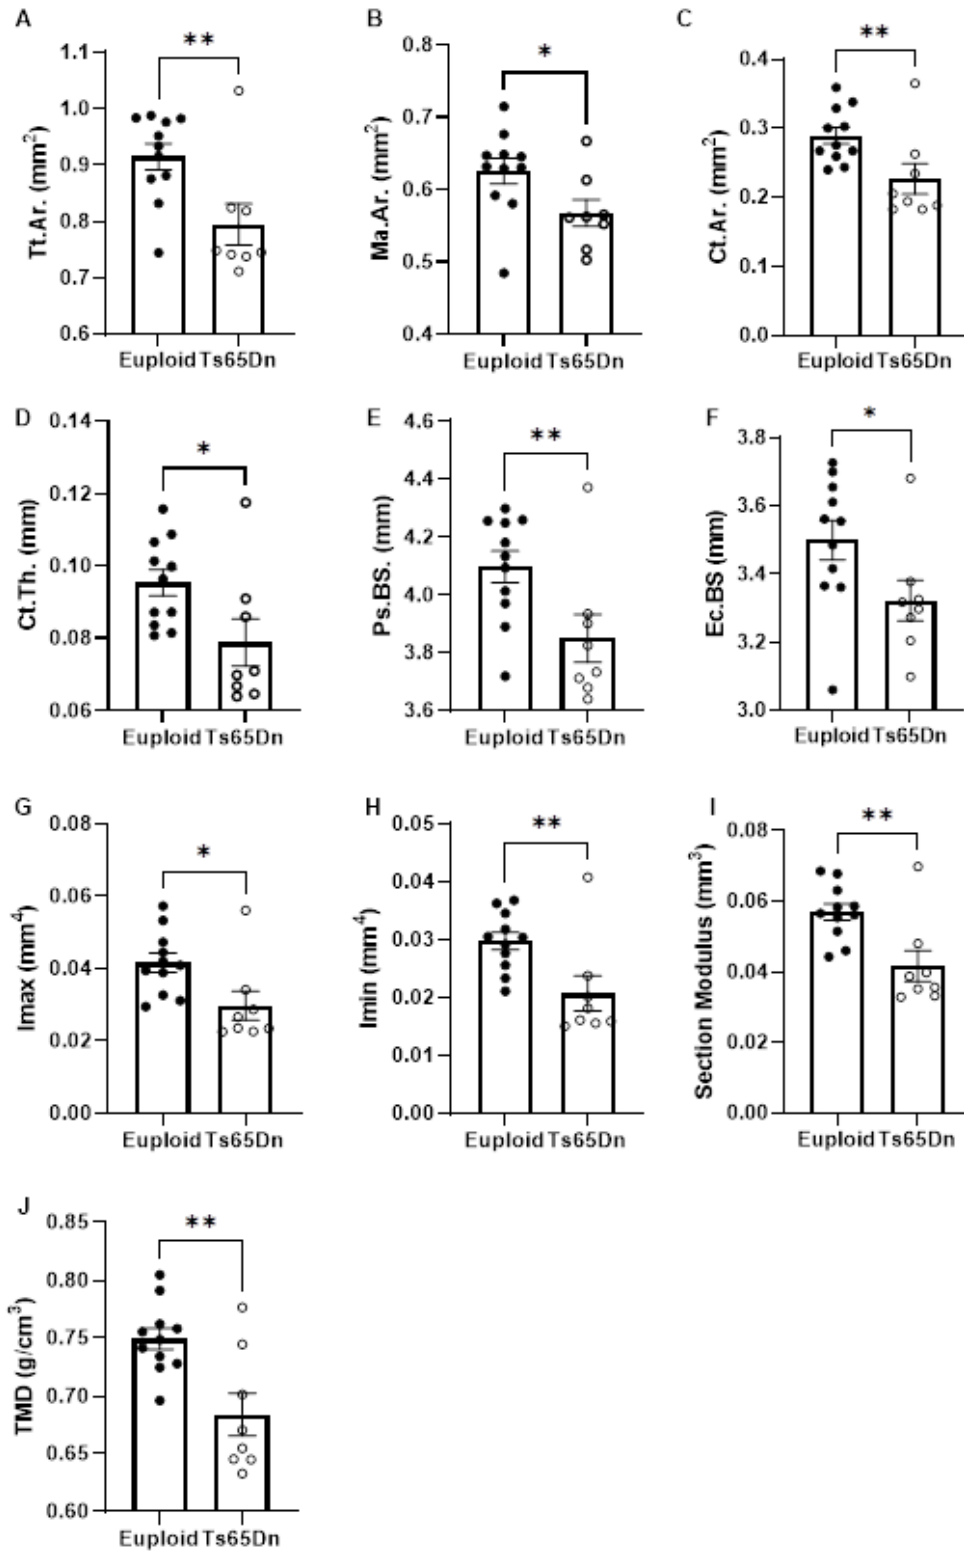 A
**
Tt.Ar. (mm²)
1.1
1.0
0.9
0.8
0.7
0.6
Euploid Ts65Dn
B
*
Ma.Ar. (mm²)
0.8
0.7
0.6
0.5
0.4
Euploid Ts65Dn
C
**
Ct.Ar. (mm²)
0.4
0.3
0.2
0.1
0.0
Euploid Ts65Dn
D
*
Ct.Th. (mm)
0.14
0.12
0.10
0.08
0.06
Euploid Ts65Dn
E
**
Ps.BS. (mm)
4.6
4.4
4.2
4.0
3.8
3.6
Euploid Ts65Dn
F
*
Ec.BS (mm)
3.8
3.6
3.4
3.2
3.0
Euploid Ts65Dn
G
*
Imax (mm⁴)
0.08
0.06
0.04
0.02
0.00
Euploid Ts65Dn
H
**
Imin (mm⁴)
0.05
0.04
0.03
0.02
0.01
0.00
Euploid Ts65Dn
I
**
Section Modulus (mm³)
0.08
0.06
0.04
0.02
0.00
Euploid Ts65Dn
J
**
TMD (g/cm³)
0.85
0.80
0.75
0.70
0.65
0.60
Euploid Ts65Dn